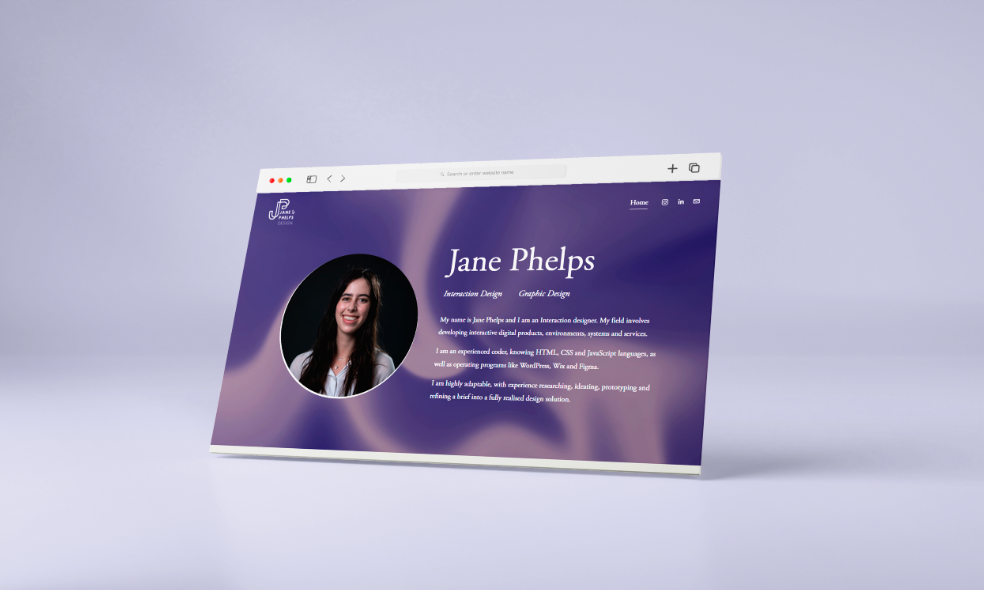 Search or enter website name
JANE S
PHELPS
DESIGN
Home
Jane Phelps
Interaction Design Graphic Design
My name is Jane Phelps and I am an Interaction designer. My field involves
developing interactive digital products, environments, systems and services.
I am an experienced coder, knowing HTML, CSS and JavaScript languages, as
well as operating programs like WordPress, Wix and Figma.
I am highly adaptable, with experience researching, ideating, prototyping and
refining a brief into a fully realised design solution.